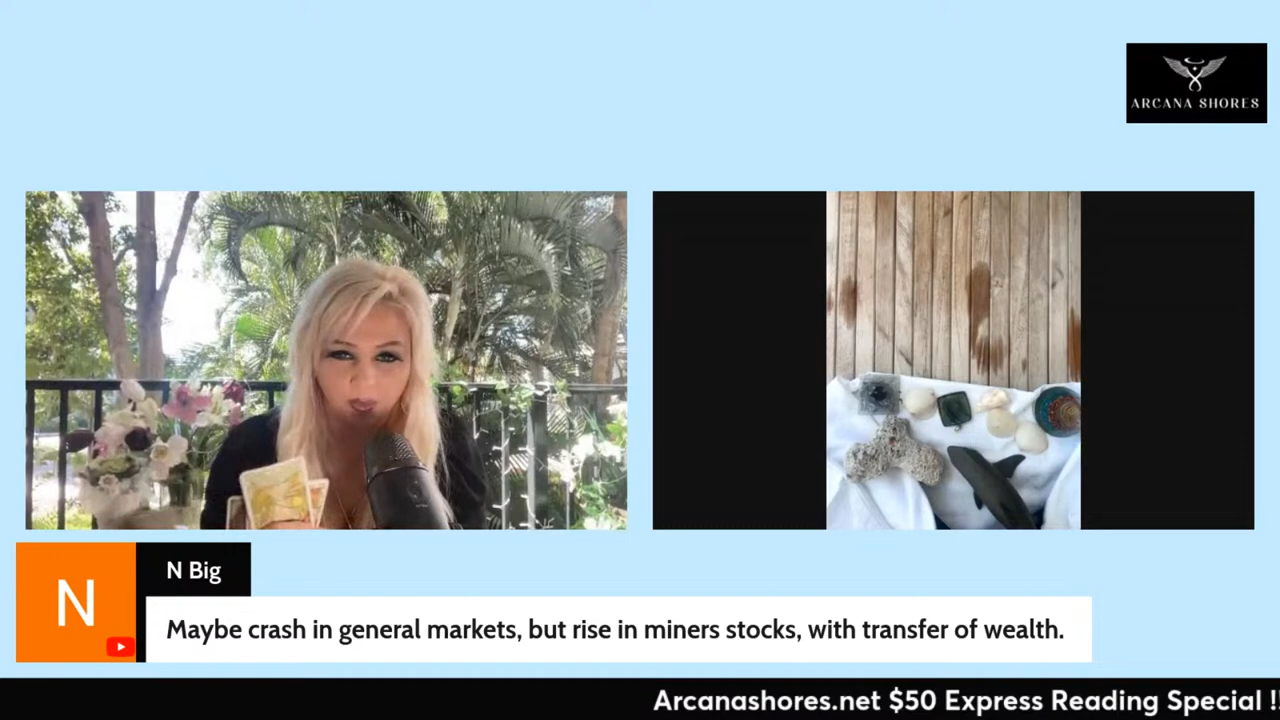 ARCANA SHORES
N
N Big
Maybe crash in general markets, but rise in miners stocks, with transfer of wealth.
Arcanashores.net $50 Express Reading Special !!